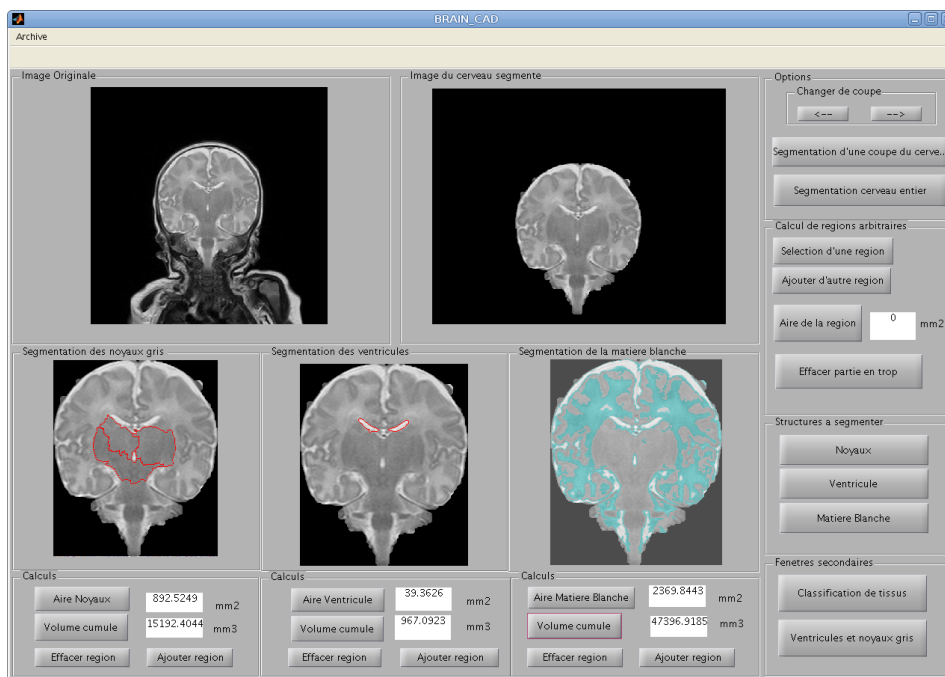 BRAIN_CAD
Archive
Image Originale
Image du cerveau segmente
Options
Changer de coupe
<--
-->
Segmentation d'une coupe du cerve..
Segmentation cerveau entier
Calcul de regions arbitraires
Selection d'une region
Ajouter d'autre region
Aire de la region
0
mm2
Effacer partie en trop
Segmentation des noyaux gris
Segmentation des ventricules
Segmentation de la matiere blanche
Structures a segmenter
Noyaux
Ventricule
Matiere Blanche
Calculs
Aire Noyaux
892.5249
mm2
Volume cumule
15192.4044
mm3
Effacer region
Ajouter region
Calculs
Aire Ventricule
39.3626
mm2
Volume cumule
967.0923
mm3
Effacer region
Ajouter region
Calculs
Aire Matiere Blanche
2369.8443
mm2
Volume cumule
47396.9185
mm3
Effacer region
Ajouter region
Fenetres secondaires
Classification de tissus
Ventricules et noyaux gris